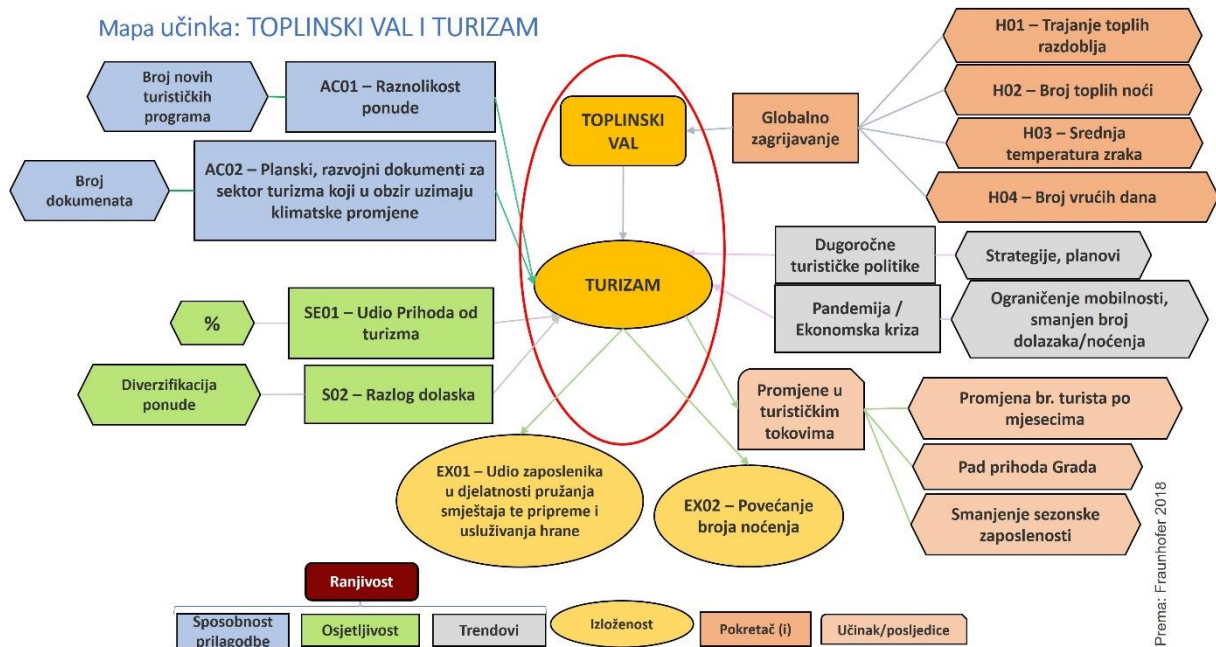 Mapa učinka: TOPLINSKI VAL I TURIZAM
Broj novih
turističkih
programa
AC01 – Raznolikost
ponude
Broj
dokumenata
AC02 – Planski, razvojni dokumenti za
sektor turizma koji u obzir uzimaju
klimatske promjene
%
SE01 – Udio Prihoda od
turizma
Diverzifikacija
ponude
S02 – Razlog dolaska
TOPLINSKI
VAL
TURIZAM
Globalno
zagrijavanje
H01 – Trajanje toplih
razdoblja
H02 – Broj toplih noći
H03 – Srednja
temperatura zraka
H04 – Broj vrućih dana
Dugoročne
turističke politike
Strategije, planovi
Pandemija /
Ekonomska kriza
Ograničenje mobilnosti,
smanjen broj
dolazaka/noćenja
Promjene u
turističkim
tokovima
Promjena br. turista po
mjesecima
Pad prihoda Grada
Smanjenje sezonske
zaposlenosti
EX01 – Udio zaposlenika
u djelatnosti pružanja
smještaja te pripreme i
usluživanja hrane
EX02 – Povećanje
broja noćenja
Ranjivost
Sposobnost
prilagodbe
Osjetljivost
Trendovi
Izloženost
Pokretač (i)
Učinak/posljedice
Prema: Fraunhofer 2018